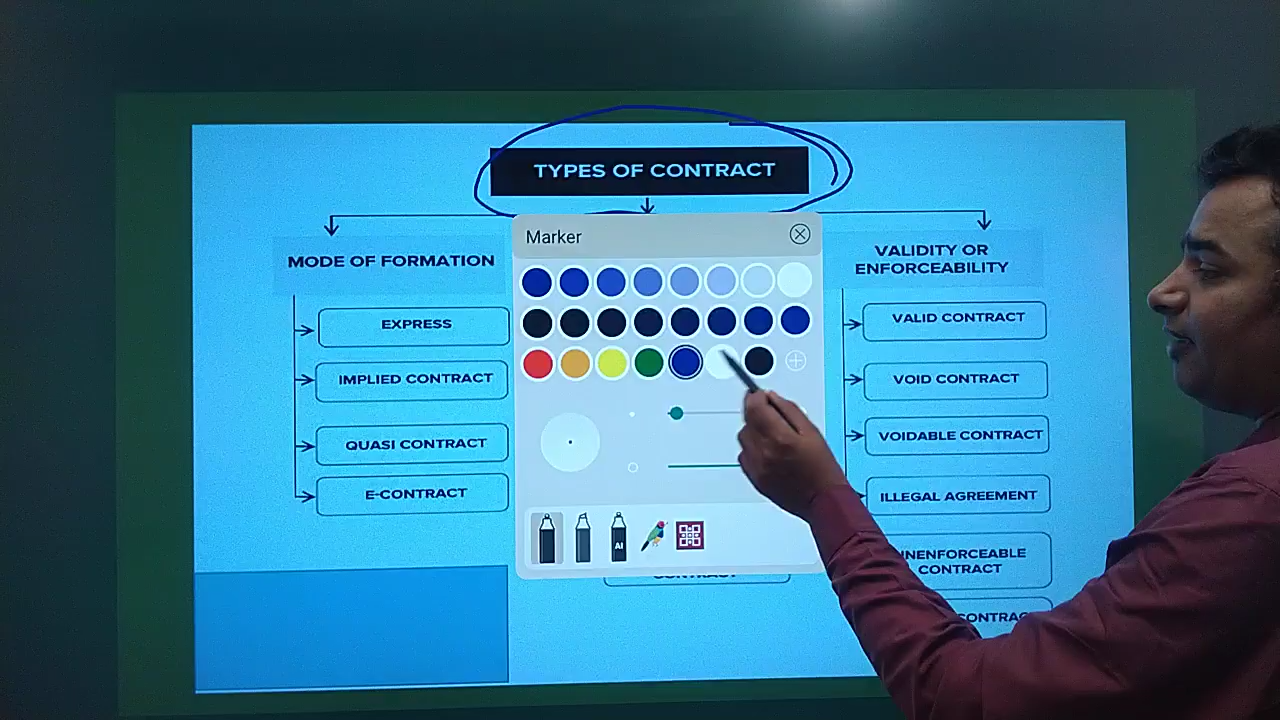 TYPES OF CONTRACT
MODE OF FORMATION
EXPRESS
IMPLIED CONTRACT
QUASI CONTRACT
E-CONTRACT
Marker
AI
CONTRACT
VALIDITY OR
ENFORCEABILITY
VALID CONTRACT
VOID CONTRACT
VOIDABLE CONTRACT
ILLEGAL AGREEMENT
CONTRACT